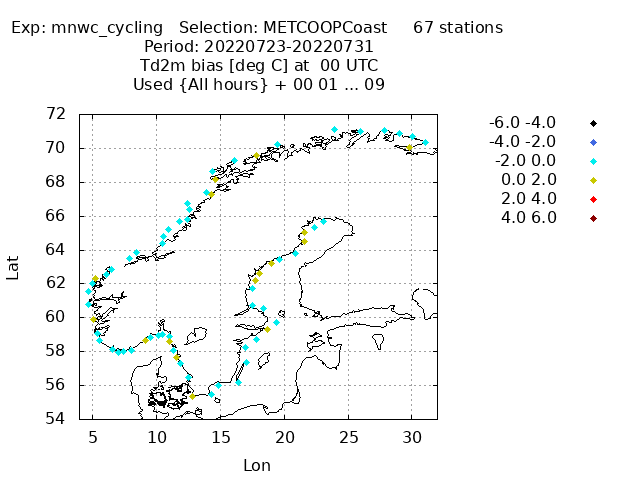 Exp: mnwc_cycling   Selection: METCOOPCoast     67 stations
Period: 20220723-20220731
Td2m bias [deg C] at  00 UTC
Used {All hours} + 00 01 ... 09
72
70
68
66
64
62
60
58
56
54
Lat
5 10 15 20 25 30
Lon
-6.0 -4.0
-4.0 -2.0
-2.0 0.0
0.0 2.0
2.0 4.0
4.0 6.0